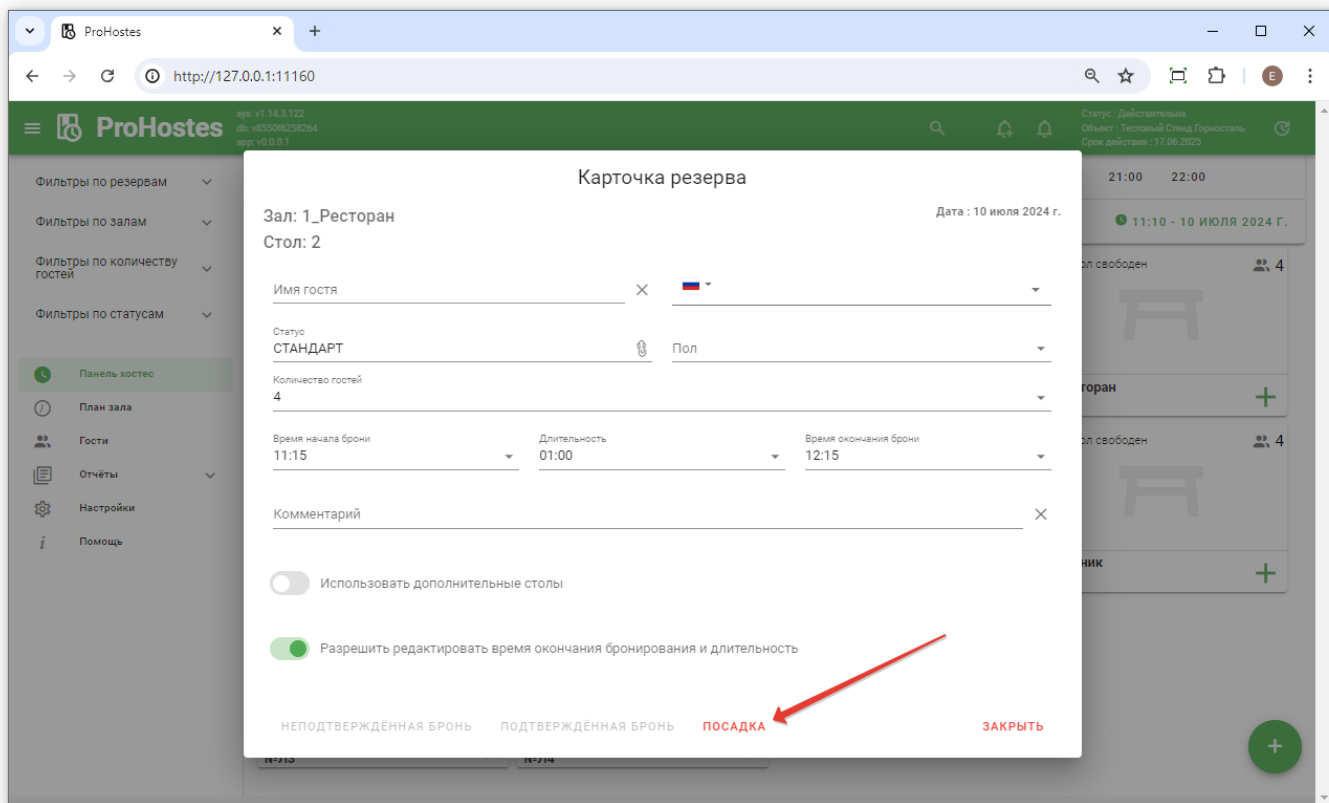 ProHostes
http://127.0.0.1:11160
E
ProHostes
sys: v1.14.3.122
db: v8550f6258264
app: v0.0.0.1
Статус : Действительна
Объект : Тестовый Стенд Горносталь
Срок действия : 17.06.2025
Фильтры по резервам
Фильтры по залам
Фильтры по количеству
гостей
Фильтры по статусам
Панель хостес
План зала
Гости
Отчёты
Настройки
Помощь
21:00 22:00
11:10 - 10 ИЮЛЯ 2024 Г.
ол свободен 4
торан
ол свободен 4
ник
Карточка резерва
Зал: 1_Ресторан
Дата : 10 июля 2024 г.
Стол: 2
Имя гостя
Статус
СТАНДАРТ
Пол
Количество гостей
4
Время начала брони
11:15
Длительность
01:00
Время окончания брони
12:15
Комментарий
Использовать дополнительные столы
Разрешить редактировать время окончания бронирования и длительность
НЕПОДТВЕРЖДЁННАЯ БРОНЬ ПОДТВЕРЖДЁННАЯ БРОНЬ ПОСАДКА ЗАКРЫТЬ